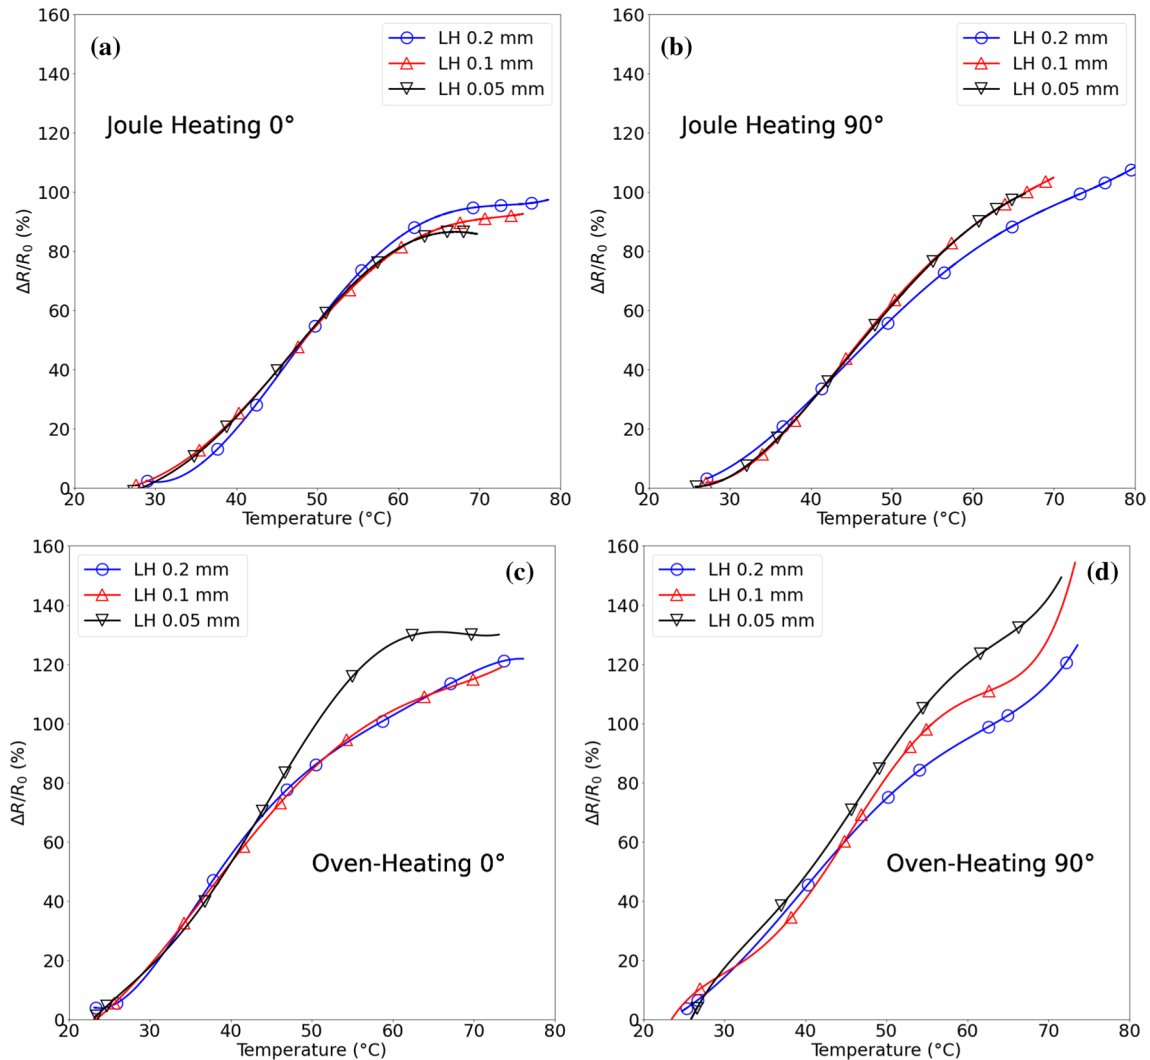 (a)
LH 0.2 mm
LH 0.1 mm
LH 0.05 mm
Joule Heating 0°
160
140
120
100
80
60
40
20
0
ΔR/R0 (%)
20 30 40 50 60 70 80
Temperature (°C)
(b)
LH 0.2 mm
LH 0.1 mm
LH 0.05 mm
Joule Heating 90°
160
140
120
100
80
60
40
20
0
ΔR/R0 (%)
20 30 40 50 60 70 80
Temperature (°C)
LH 0.2 mm
LH 0.1 mm
LH 0.05 mm
(c)
Oven-Heating 0°
160
140
120
100
80
60
40
20
0
ΔR/R0 (%)
20 30 40 50 60 70 80
Temperature (°C)
LH 0.2 mm
LH 0.1 mm
LH 0.05 mm
(d)
Oven-Heating 90°
160
140
120
100
80
60
40
20
0
ΔR/R0 (%)
20 30 40 50 60 70 80
Temperature (°C)